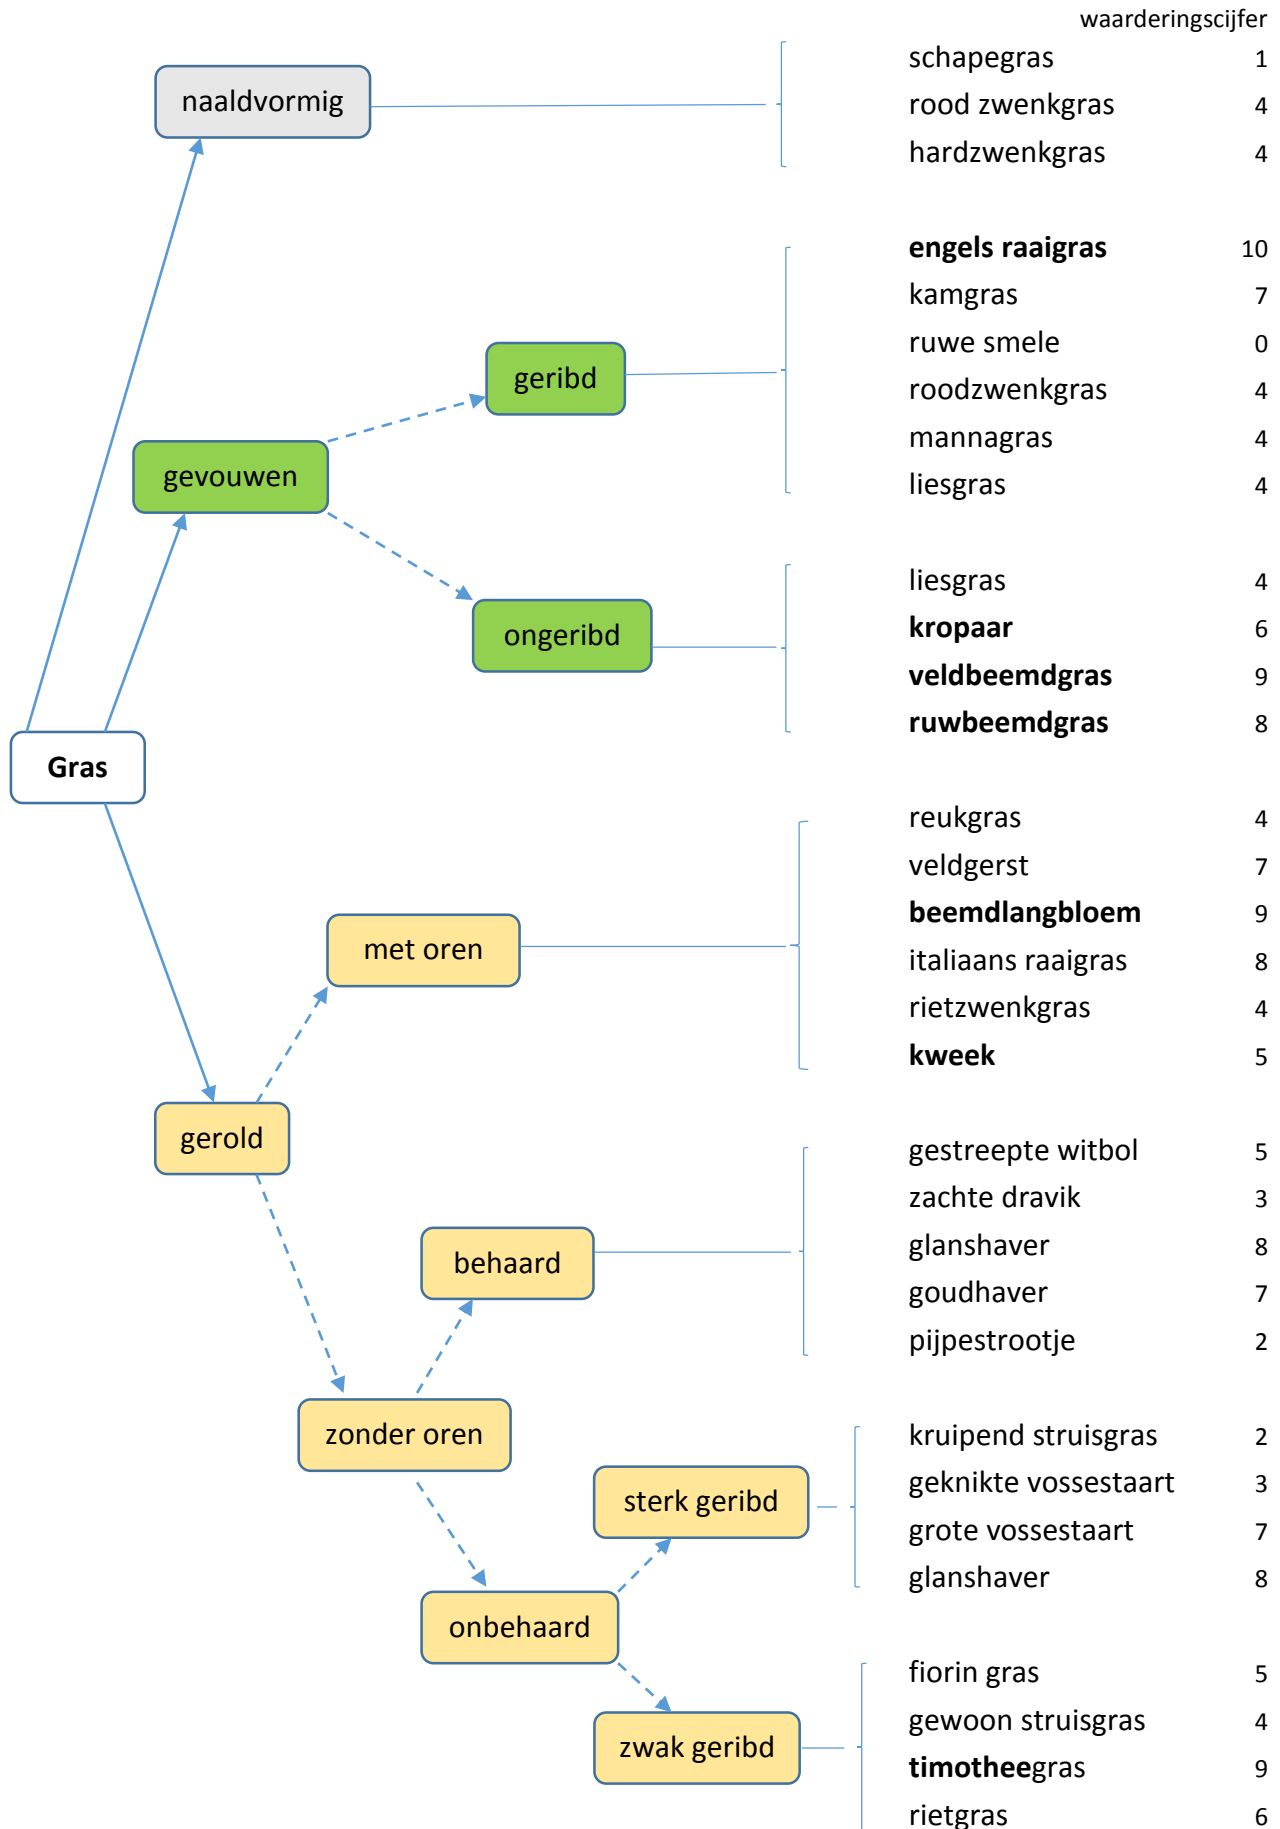 waarderingscijfer
naaldvormig
schapegras 1
rood zwenkgras 4
hardzwenkgras 4
engels raaigras 10
kamgras 7
ruwe smele 0
geribd
roodzwenkgras 4
mannagras 4
liesgras 4
gevouwen
liesgras 4
ongeribd
kropaar 6
veldbeemdgras 9
ruwbeemdgras 8
Gras
reukgras 4
veldgerst 7
beemdlangbloem 9
met oren
italiaans raaigras 8
rietzwenkgras 4
kweek 5
gerold
gestreepte witbol 5
zachte dravik 3
behaard
glanshaver 8
goudhaver 7
pijpestrootje 2
zonder oren
kruipend struisgras 2
geknikte vossestaart 3
sterk geribd
grote vossestaart 7
glanshaver 8
onbehaard
fiorin gras 5
gewoon struisgras 4
zwak geribd
timotheegras 9
rietgras 6